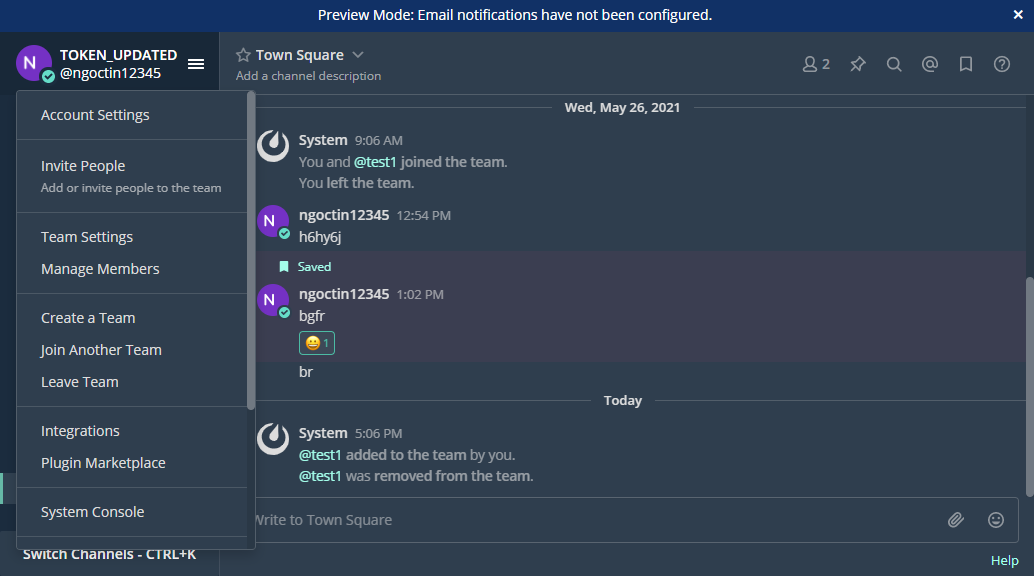 Preview Mode: Email notifications have not been configured.
N
TOKEN_UPDATED
@ngoctin12345
Town Square
Add a channel description
2
Account Settings
Invite People
Add or invite people to the team
Team Settings
Manage Members
Create a Team
Join Another Team
Leave Team
Integrations
Plugin Marketplace
System Console
Switch Channels - CTRL+K
Wed, May 26, 2021
System 9:06 AM
You and @test1 joined the team.
You left the team.
N
ngoctin12345 12:54 PM
h6hy6j
Saved
N
ngoctin12345 1:02 PM
bgfr
1
br
Today
System 5:06 PM
@test1 added to the team by you.
@test1 was removed from the team.
Write to Town Square
Help